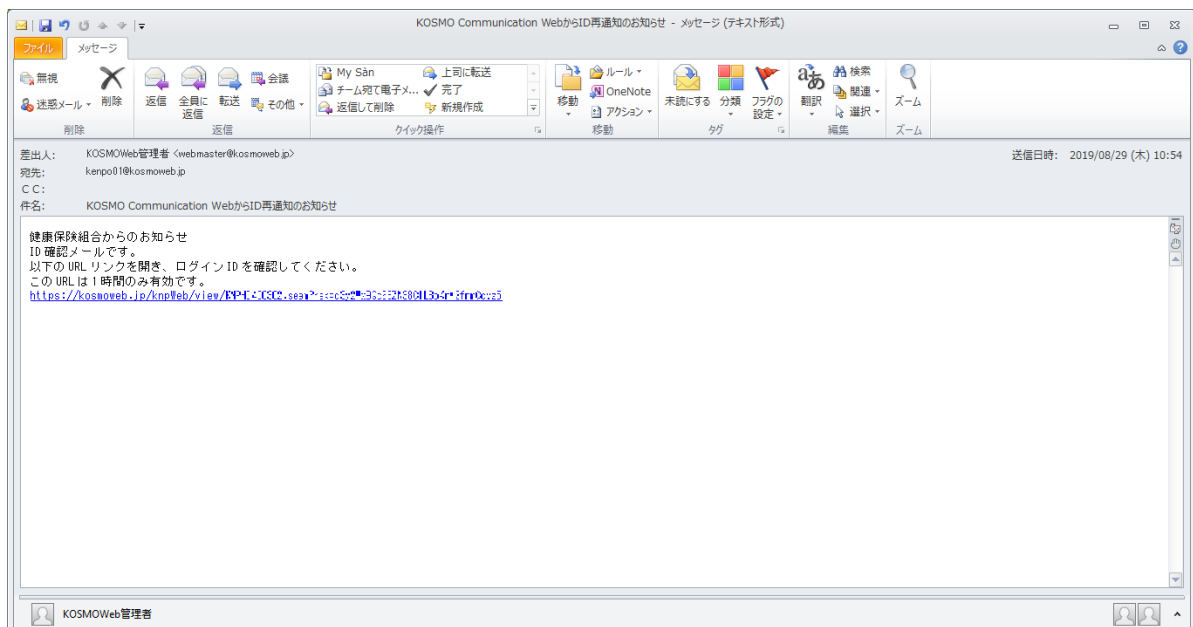 KOSMO Communication WebからID再通知のお知らせ - メッセージ (テキスト形式)
ファイル メッセージ
無視
迷惑メール
削除
返信
全員に
返信
転送
会議
その他
My Sàn
チーム宛て電子メ...
返信して削除
上司に転送
完了
新規作成
移動
ルール
OneNote
アクション
未読にする
分類
フラグの
設定
翻訳
検索
関連
選択
ズーム
削除 返信 クイック操作 移動 タグ 編集 ズーム
差出人: KOSMOWeb管理者 <webmaster@kosmoweb.jp> 送信日時: 2019/08/29 (木) 10:54
宛先: kenpo01@kosmoweb.jp
CC:
件名: KOSMO Communication WebからID再通知のお知らせ
健康保険組合からのお知らせ
ID 確認メールです。
以下の URL リンクを開き、ログイン ID を確認してください。
この URL は 1 時間のみ有効です。
https://kosmoweb.jp/knpWeb/view/
KOSMOWeb管理者